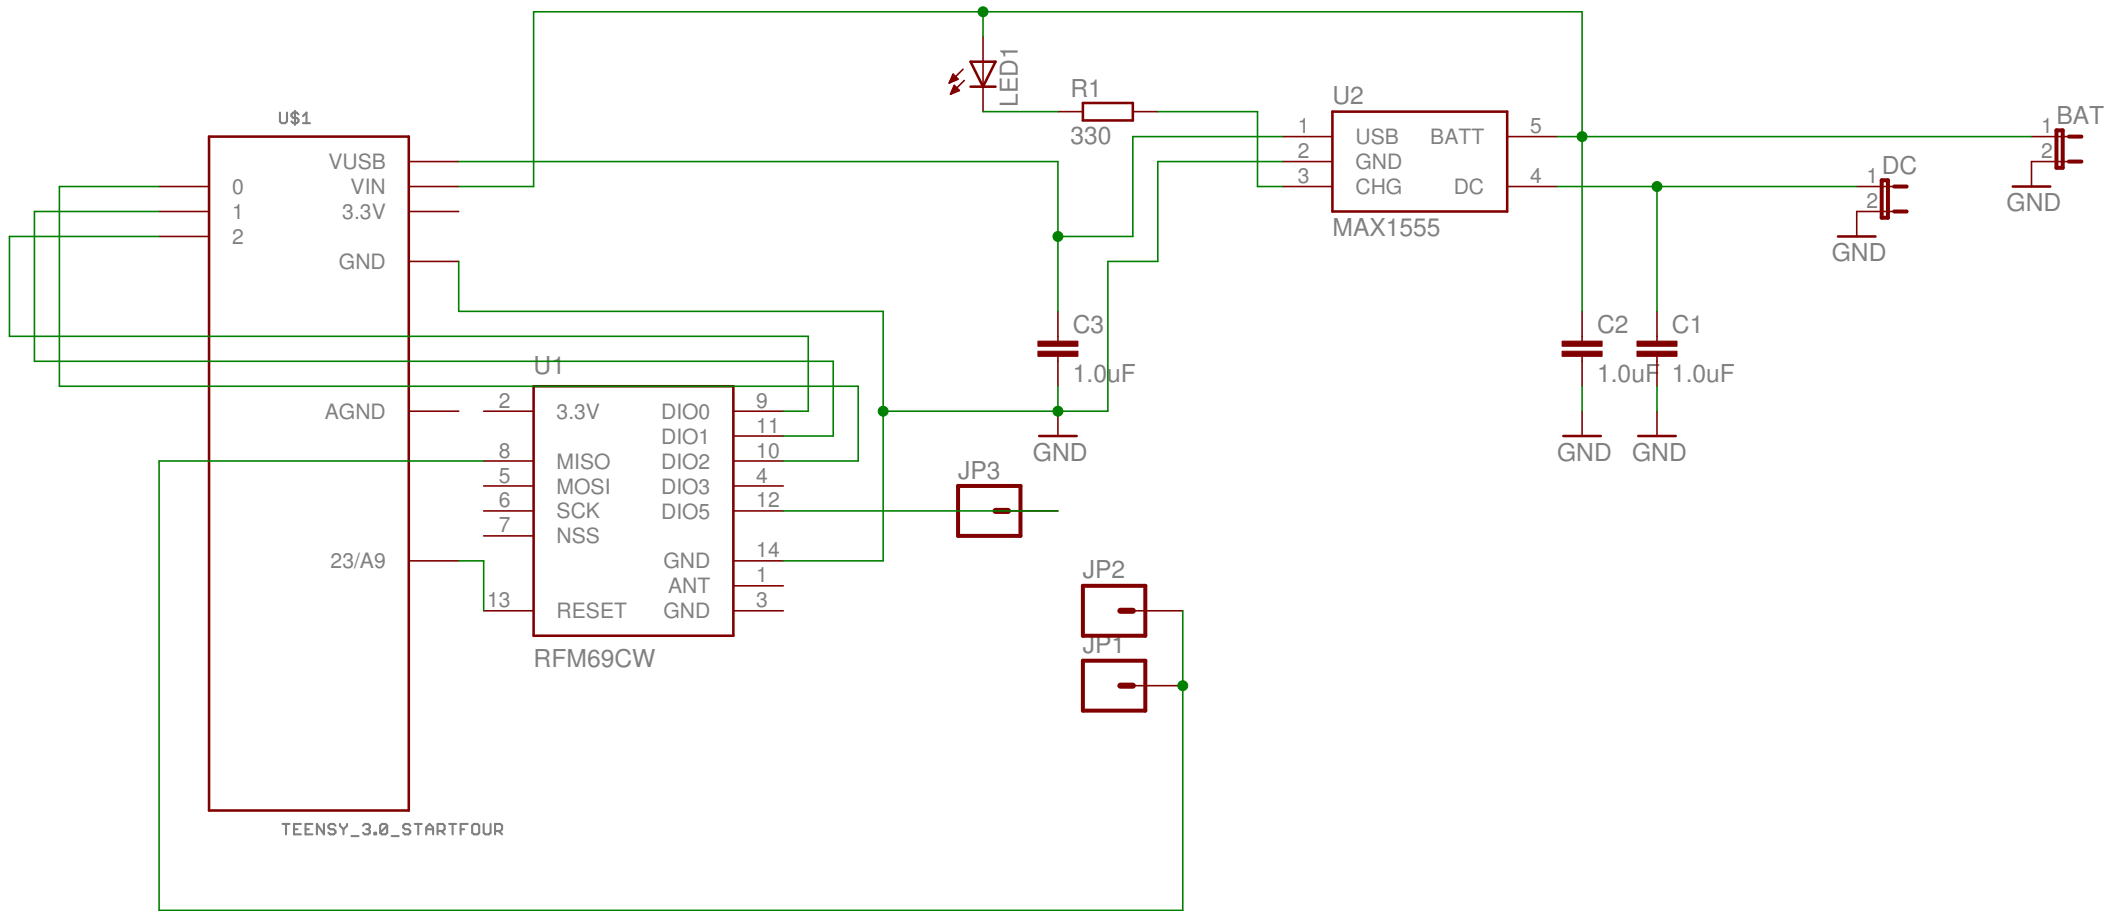 U$1
VUSB
0
VIN
1
3.3V
2
GND
AGND
23/A9
TEENSY_3.0_STARTFOUR
U1
2
3.3V
DIO0
9
DIO1
11
8
MISO
DIO2
10
5
MOSI
DIO3
4
6
SCK
DIO5
12
7
NSS
GND
14
ANT
1
13
RESET
GND
3
RFM69CW
LED1
R1
330
U2
1
USB
BATT
5
2
GND
3
CHG
DC
4
MAX1555
C3
1.0uF
GND
C2
1.0uF
GND
C1
1.0uF
GND
DC
1
2
GND
BAT
1
2
GND
JP3
JP2
JP1